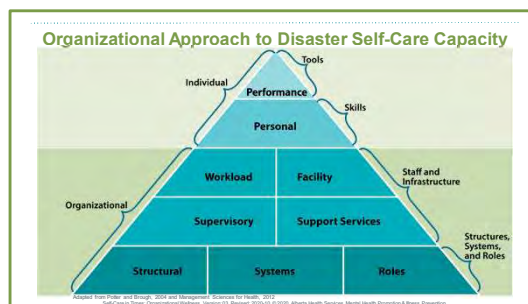 Organizational Approach to Disaster Self-Care Capacity
Tools
Individual
Performance
Skills
Personal
Workload
Facility
Staff and
Infrastructure
Organizational
Supervisory
Support Services
Structures,
Systems,
and Roles
Structural
Systems
Roles
Adapted from Potter and Brough, 2004 and Management Sciences for Health, 2012